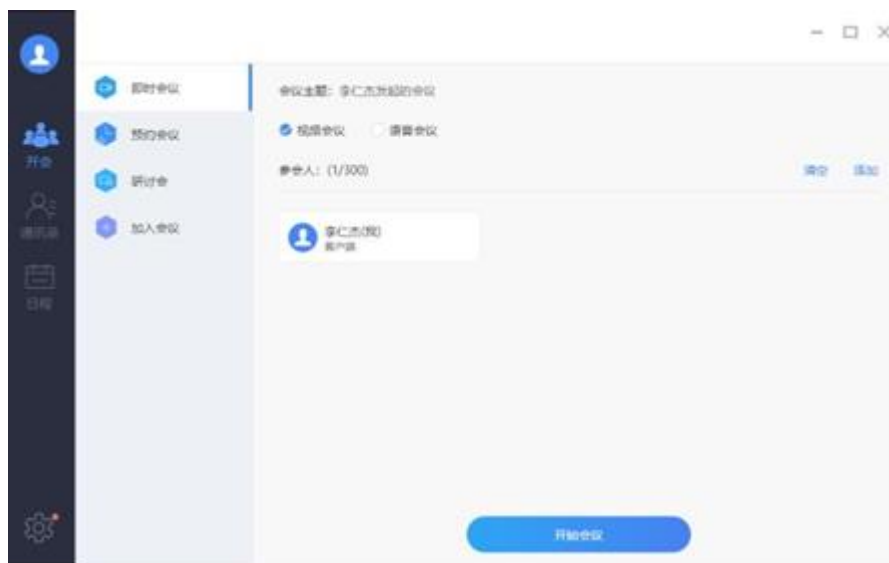 开会
通讯录
日程
即时会议
预约会议
研讨会
加入会议
会议主题：李仁杰发起的会议
视频会议 语音会议
参会人：(1/300) 清空 添加
李仁杰(我)
客户端
开始会议